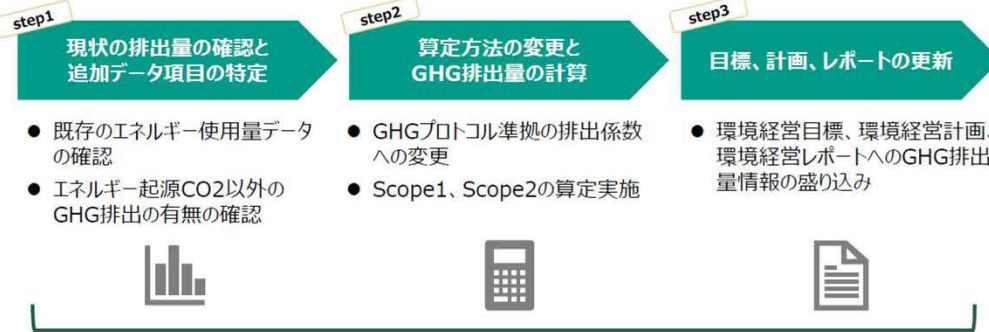 step1
現状の排出量の確認と
追加データ項目の特定
● 既存のエネルギー使用量データ
の確認
● エネルギー起源CO2以外の
GHG排出の有無の確認
step2
算定方法の変更と
GHG排出量の計算
● GHGプロトコル準拠の排出係数
への変更
● Scope1、Scope2の算定実施
step3
目標、計画、レポートの更新
● 環境経営目標、環境経営計画、
環境経営レポートへのGHG排出
量情報の盛り込み